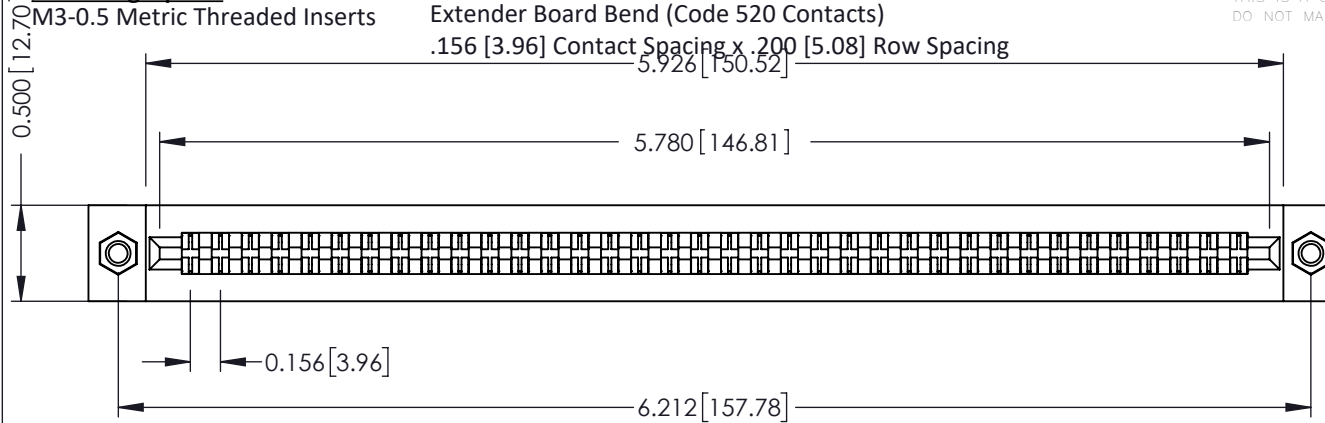 M3-0.5 Metric Threaded Inserts
Extender Board Bend (Code 520 Contacts)
DO NOT MA
.156 [3.96] Contact Spacing x .200 [5.08] Row Spacing
0.500 [12.70]
5.926 [150.52]
5.780 [146.81]
0.156 [3.96]
6.212 [157.78]